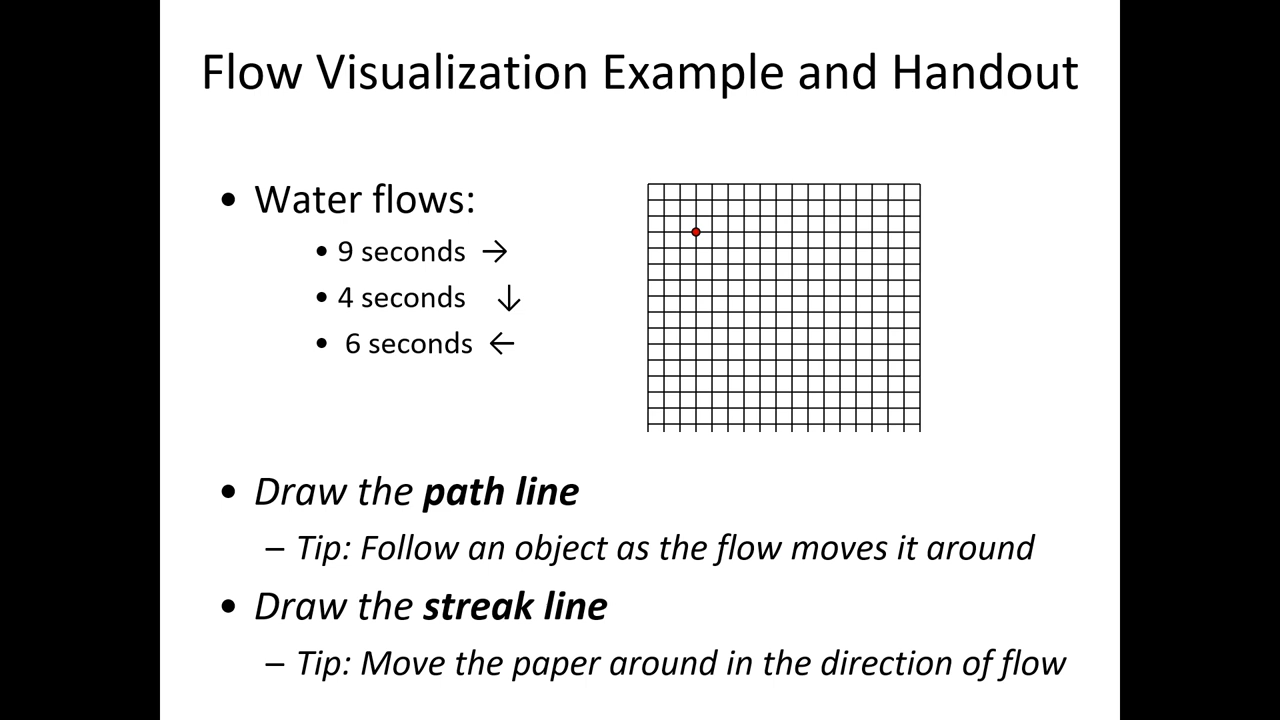 Flow Visualization Example and Handout
• Water flows:
• 9 seconds →
• 4 seconds ↓
• 6 seconds ←
• Draw the path line
– Tip: Follow an object as the flow moves it around
• Draw the streak line
– Tip: Move the paper around in the direction of flow